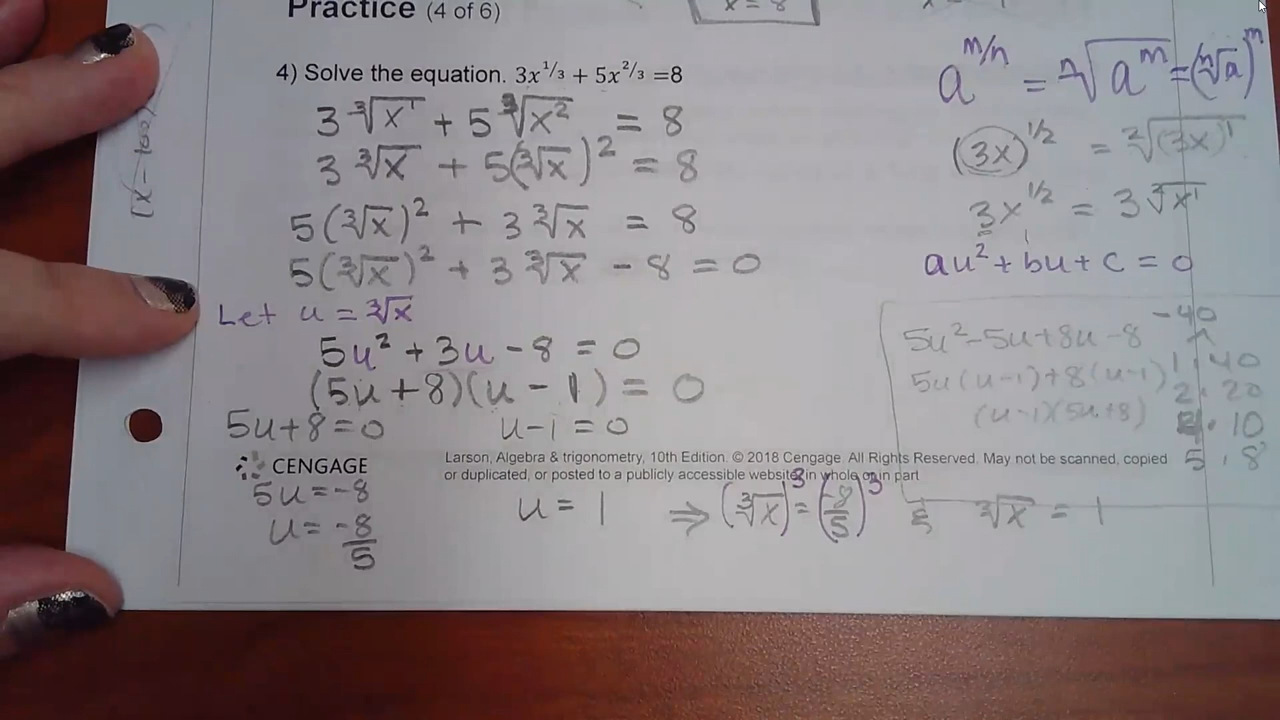 Practice (4 of 6)
x = 8
4) Solve the equation. 3x^{1/3} + 5x^{2/3} =8
3 ∛x¹ + 5 ∛x² = 8
3 ∛x + 5(∛x)² = 8
5(∛x)² + 3 ∛x = 8
5(∛x)² + 3 ∛x - 8 = 0
Let u = ∛x
5u² + 3u - 8 = 0
(5u + 8)(u - 1) = 0
5u+8=0 u-1=0
CENGAGE
Larson, Algebra & trigonometry, 10th Edition. © 2018 Cengage. All Rights Reserved. May not be scanned, copied
or duplicated, or posted to a publicly accessible website, in whole or in part
5u = -8
u = -8/5
u = 1 ⇒ (∛x)³ = (-8/5)³ ∛x = 1
a^{m/n} = ⁿ√a^m = (ⁿ√a)^m
(3x)^{1/2} = ²√(3x)¹
3x^{1/2} = 3 ²√x¹
au² + bu + c = 0
-40
5u² - 5u + 8u - 8
5u(u-1) + 8(u-1) 1 · 40
2 · 20
(u-1)(5u+8)
· 10
5 · 8